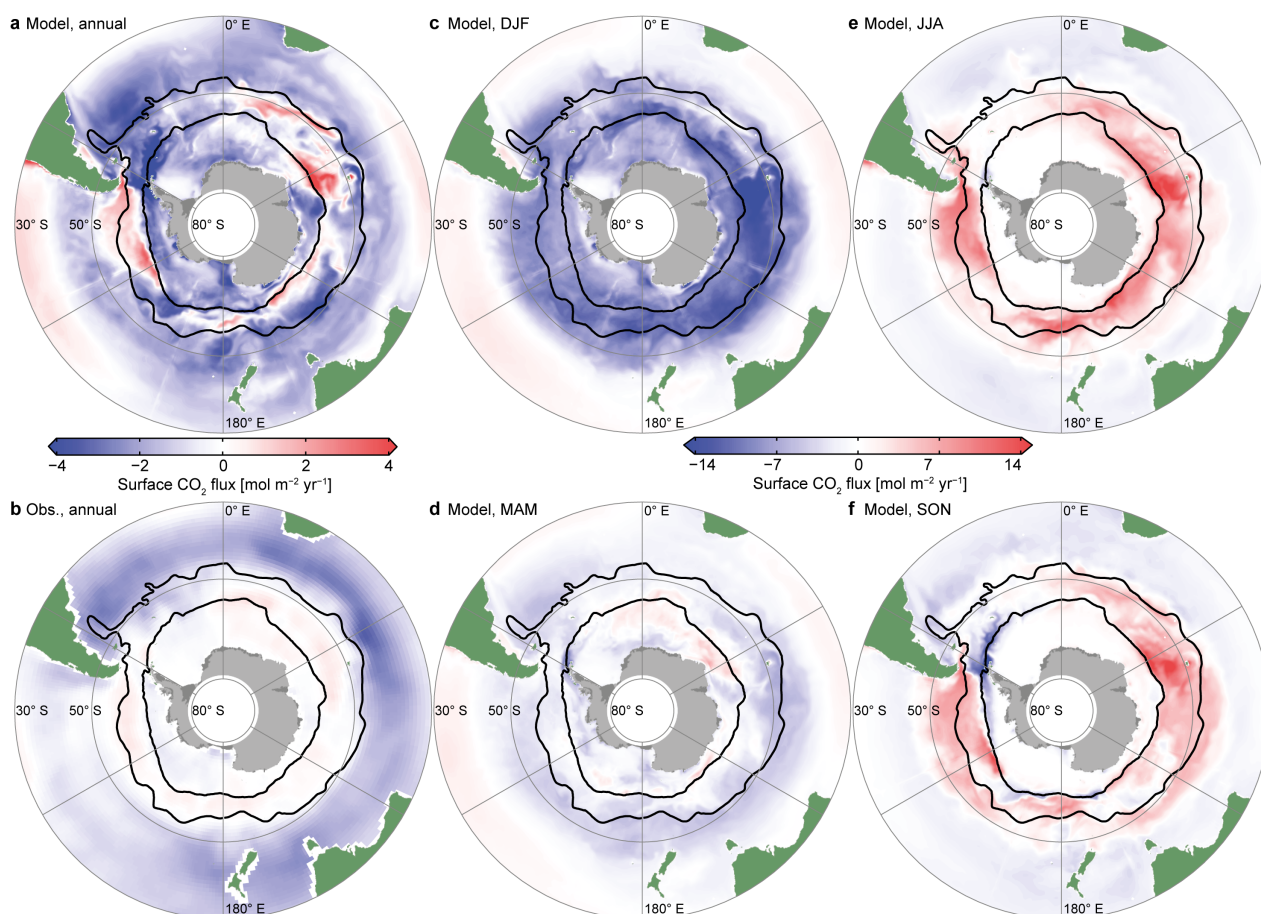 a Model, annual
0° E
30° S
50° S
80° S
180° E
c Model, DJF
0° E
30° S
50° S
80° S
180° E
e Model, JJA
0° E
30° S
50° S
80° S
180° E
−4 −2 0 2 4
Surface CO₂ flux [mol m⁻² yr⁻¹]
−14 −7 0 7 14
Surface CO₂ flux [mol m⁻² yr⁻¹]
b Obs., annual
0° E
30° S
50° S
80° S
180° E
d Model, MAM
0° E
30° S
50° S
80° S
180° E
f Model, SON
0° E
30° S
50° S
80° S
180° E